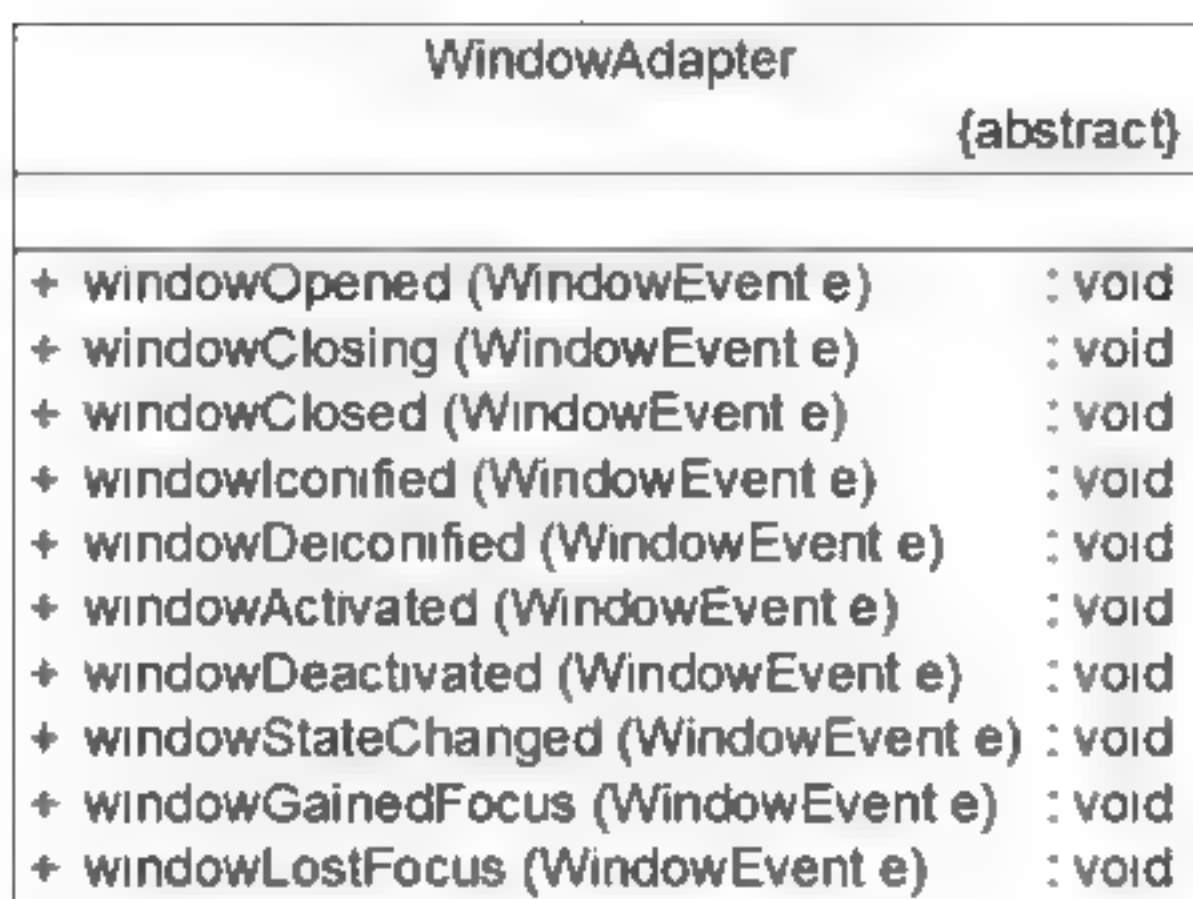 WindowAdapter
{abstract}
+ windowOpened (WindowEvent e) : void
+ windowClosing (WindowEvent e) : void
+ windowClosed (WindowEvent e) : void
+ windowIconified (WindowEvent e) : void
+ windowDeiconified (WindowEvent e) : void
+ windowActivated (WindowEvent e) : void
+ windowDeactivated (WindowEvent e) : void
+ windowStateChanged (WindowEvent e) : void
+ windowGainedFocus (WindowEvent e) : void
+ windowLostFocus (WindowEvent e) : void